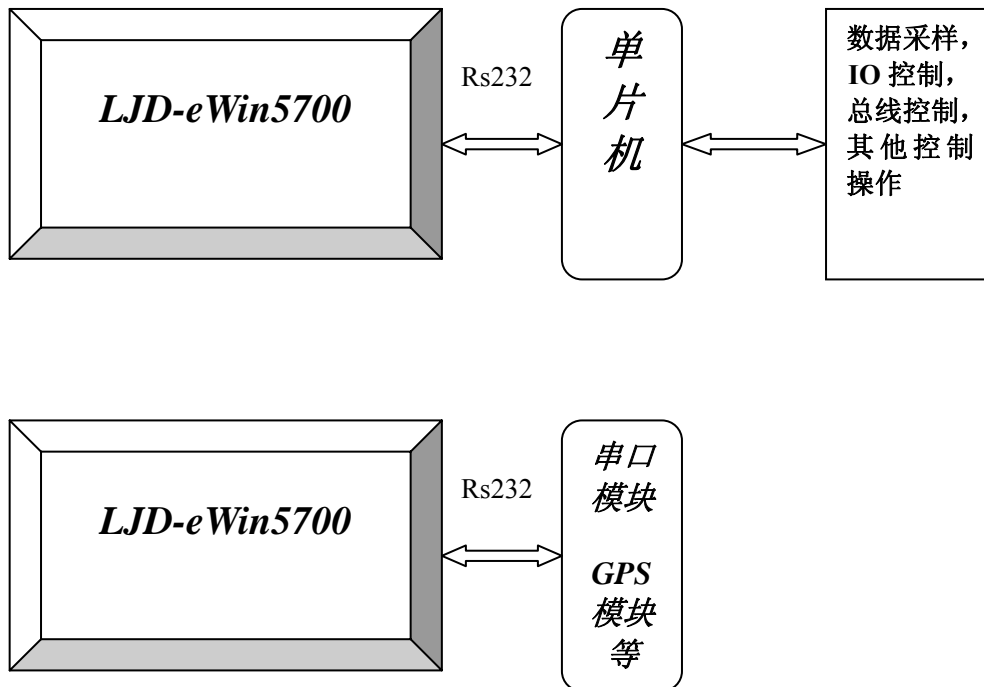 LJD-eWin5700
Rs232
单
片
机
数据采样，
IO 控制，
总线控制，
其他控制
操作
LJD-eWin5700
Rs232
串口
模块
GPS
模块
等